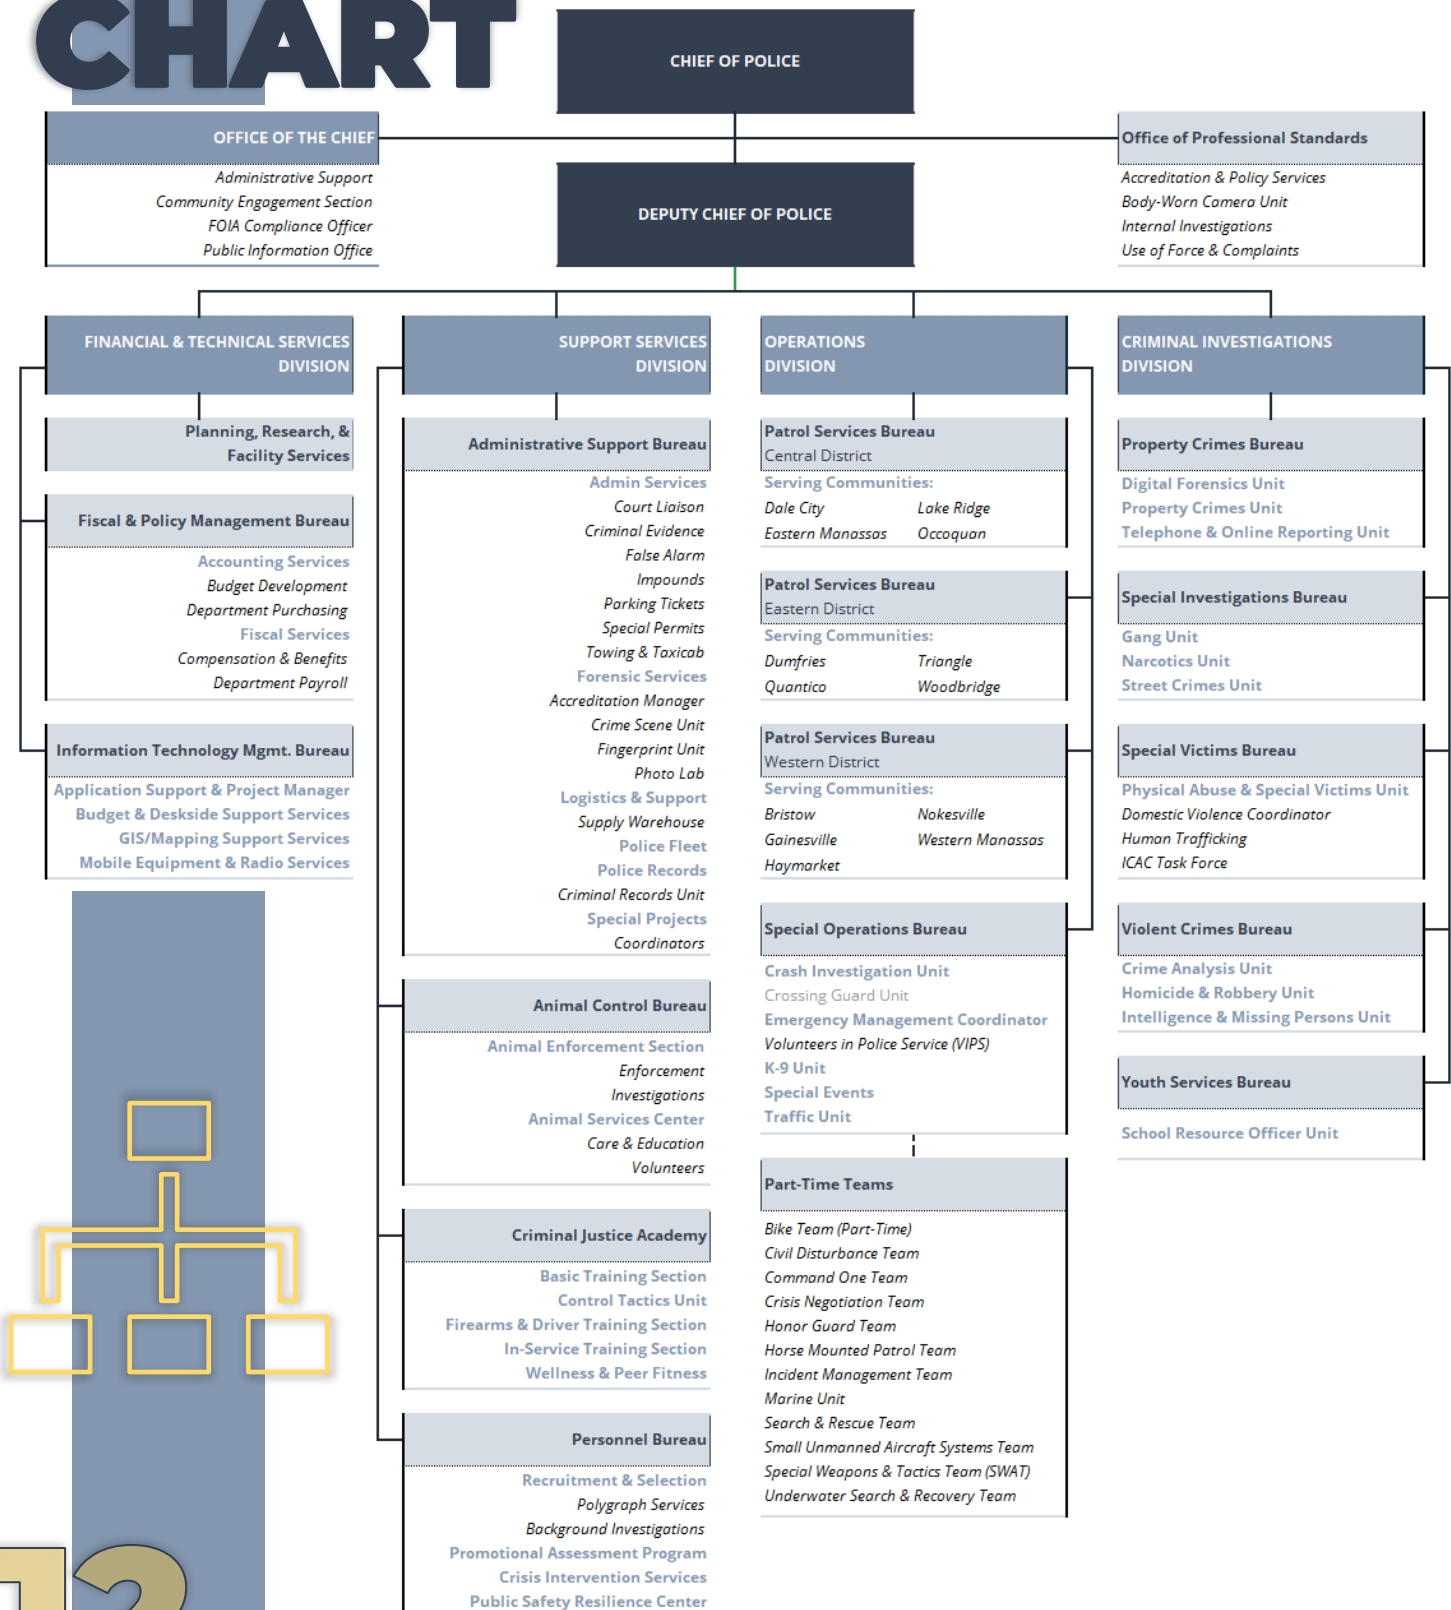 CHART
CHIEF OF POLICE
OFFICE OF THE CHIEF
Administrative Support
Community Engagement Section
FOIA Compliance Officer
Public Information Office
DEPUTY CHIEF OF POLICE
Office of Professional Standards
Accreditation & Policy Services
Body-Worn Camera Unit
Internal Investigations
Use of Force & Complaints
FINANCIAL & TECHNICAL SERVICES
DIVISION
Planning, Research, &
Facility Services
Fiscal & Policy Management Bureau
Accounting Services
Budget Development
Department Purchasing
Fiscal Services
Compensation & Benefits
Department Payroll
Information Technology Mgmt. Bureau
Application Support & Project Manager
Budget & Deskside Support Services
GIS/Mapping Support Services
Mobile Equipment & Radio Services
SUPPORT SERVICES
DIVISION
Administrative Support Bureau
Admin Services
Court Liaison
Criminal Evidence
False Alarm
Impounds
Parking Tickets
Special Permits
Towing & Taxicab
Forensic Services
Accreditation Manager
Crime Scene Unit
Fingerprint Unit
Photo Lab
Logistics & Support
Supply Warehouse
Police Fleet
Police Records
Criminal Records Unit
Special Projects
Coordinators
Animal Control Bureau
Animal Enforcement Section
Enforcement
Investigations
Animal Services Center
Care & Education
Volunteers
Criminal Justice Academy
Basic Training Section
Control Tactics Unit
Firearms & Driver Training Section
In-Service Training Section
Wellness & Peer Fitness
Personnel Bureau
Recruitment & Selection
Polygraph Services
Background Investigations
Promotional Assessment Program
Crisis Intervention Services
Public Safety Resilience Center
OPERATIONS
DIVISION
Patrol Services Bureau
Central District
Serving Communities:
Dale City Lake Ridge
Eastern Manassas Occoquan
Patrol Services Bureau
Eastern District
Serving Communities:
Dumfries Triangle
Quantico Woodbridge
Patrol Services Bureau
Western District
Serving Communities:
Bristow Nokesville
Gainesville Western Manassas
Haymarket
Special Operations Bureau
Crash Investigation Unit
Crossing Guard Unit
Emergency Management Coordinator
Volunteers in Police Service (VIPS)
K-9 Unit
Special Events
Traffic Unit
Part-Time Teams
Bike Team (Part-Time)
Civil Disturbance Team
Command One Team
Crisis Negotiation Team
Honor Guard Team
Horse Mounted Patrol Team
Incident Management Team
Marine Unit
Search & Rescue Team
Small Unmanned Aircraft Systems Team
Special Weapons & Tactics Team (SWAT)
Underwater Search & Recovery Team
CRIMINAL INVESTIGATIONS
DIVISION
Property Crimes Bureau
Digital Forensics Unit
Property Crimes Unit
Telephone & Online Reporting Unit
Special Investigations Bureau
Gang Unit
Narcotics Unit
Street Crimes Unit
Special Victims Bureau
Physical Abuse & Special Victims Unit
Domestic Violence Coordinator
Human Trafficking
ICAC Task Force
Violent Crimes Bureau
Crime Analysis Unit
Homicide & Robbery Unit
Intelligence & Missing Persons Unit
Youth Services Bureau
School Resource Officer Unit